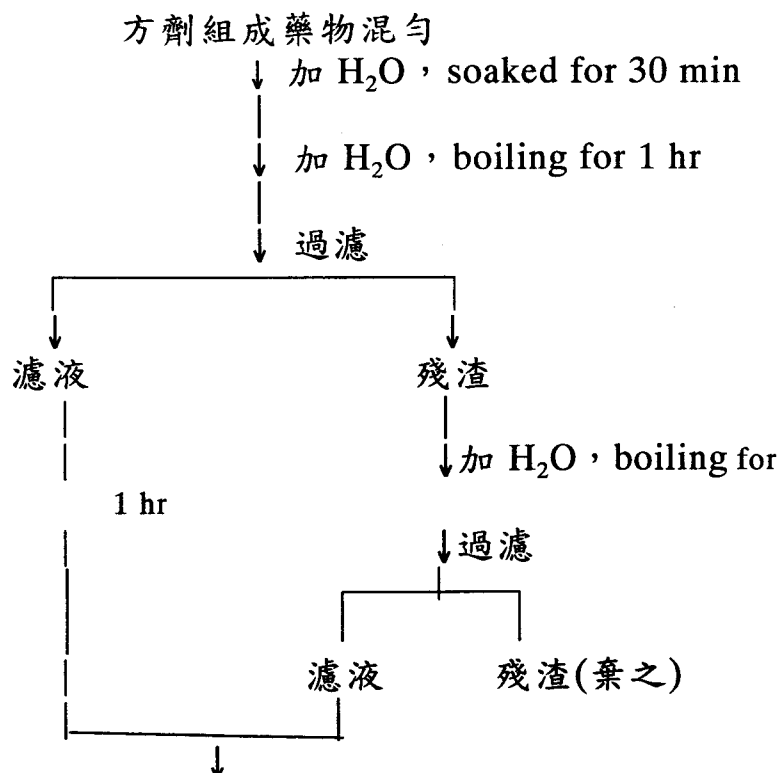 方劑組成藥物混勻
加 H₂O，soaked for 30 min
加 H₂O，boiling for 1 hr
過濾
濾液 殘渣
加 H₂O，boiling for
1 hr
過濾
濾液 殘渣(棄之)